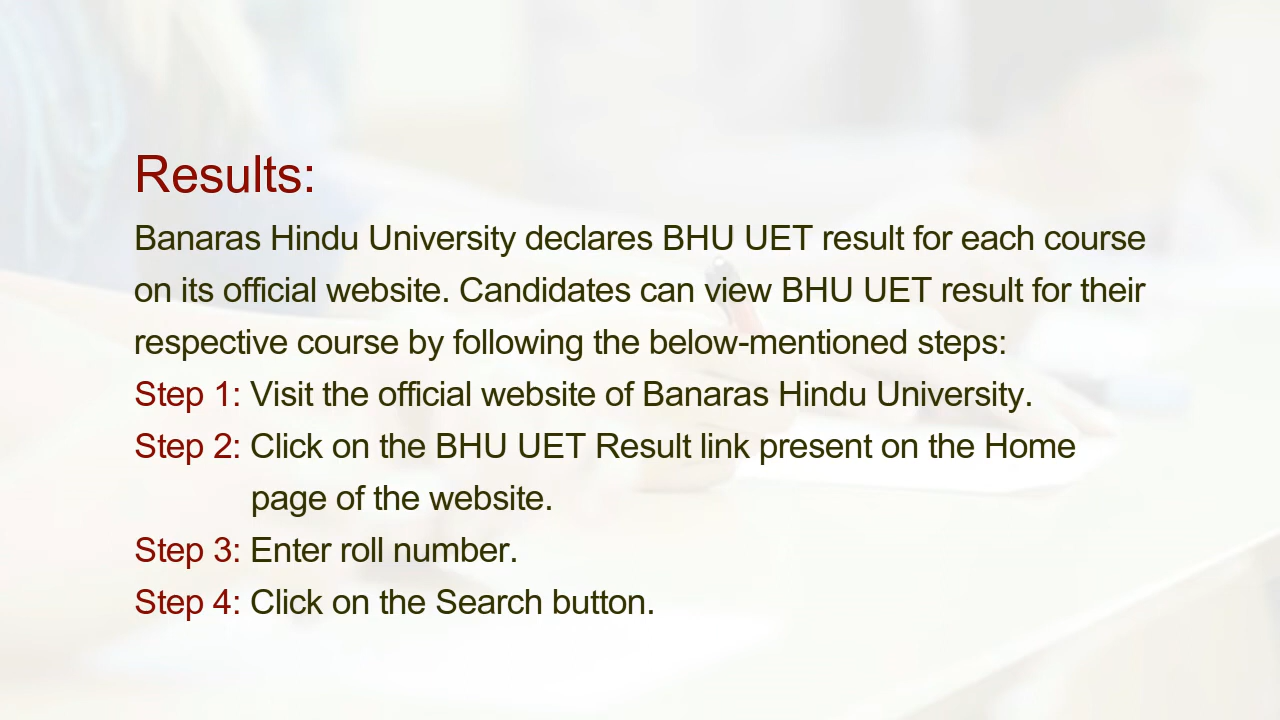 Results:
Banaras Hindu University declares BHU UET result for each course
on its official website. Candidates can view BHU UET result for their
respective course by following the below-mentioned steps:
Step 1: Visit the official website of Banaras Hindu University.
Step 2: Click on the BHU UET Result link present on the Home
page of the website.
Step 3: Enter roll number.
Step 4: Click on the Search button.